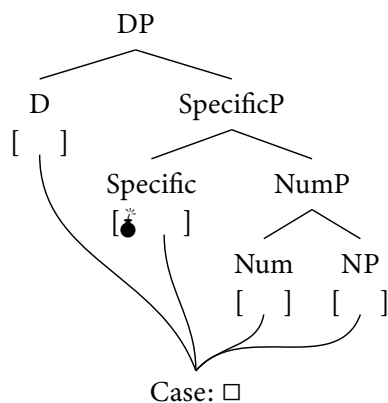 DP
D SpecificP
[ ]
Specific NumP
[💣 ]
Num NP
[ ] [ ]
Case: □